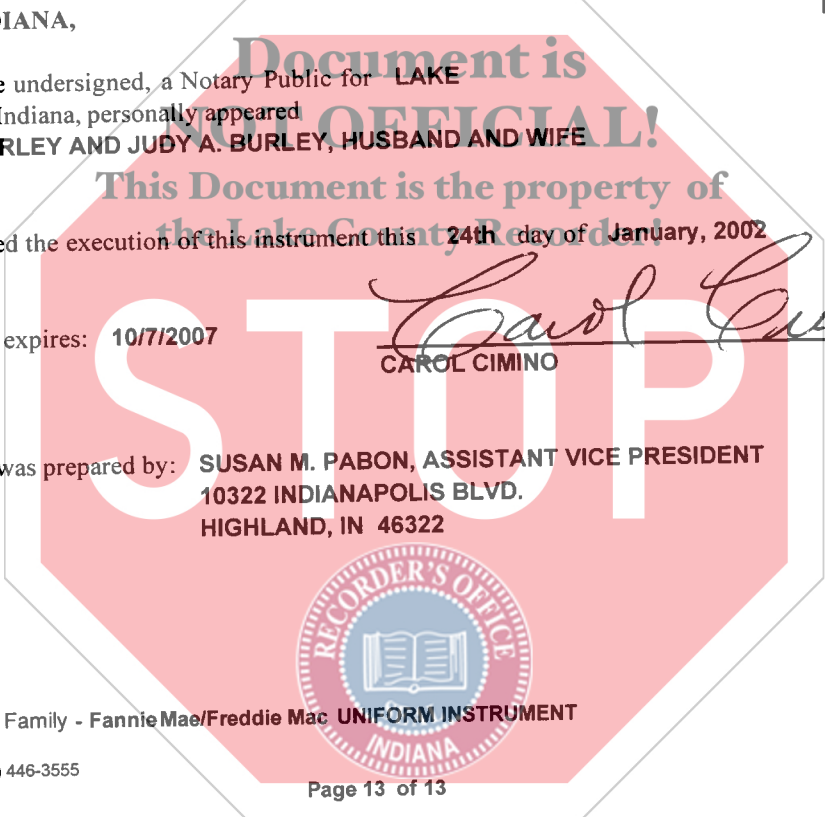 DIANA,
Document is
e undersigned, a Notary Public for LAKE
Indiana, personally appeared
NOT OFFICIAL!
RLEY AND JUDY A. BURLEY, HUSBAND AND WIFE
This Document is the property of
the Lake County Recorder!
ed the execution of this instrument this 24th day of January, 2002
STOP
Carol
expires: 10/7/2007
CAROL CIMINO
was prepared by: SUSAN M. PABON, ASSISTANT VICE PRESIDENT
10322 INDIANAPOLIS BLVD.
HIGHLAND, IN 46322
RECORDER'S OFFICE
Family - Fannie Mae/Freddie Mac UNIFORM INSTRUMENT
INDIANA
446-3555
Page 13 of 13